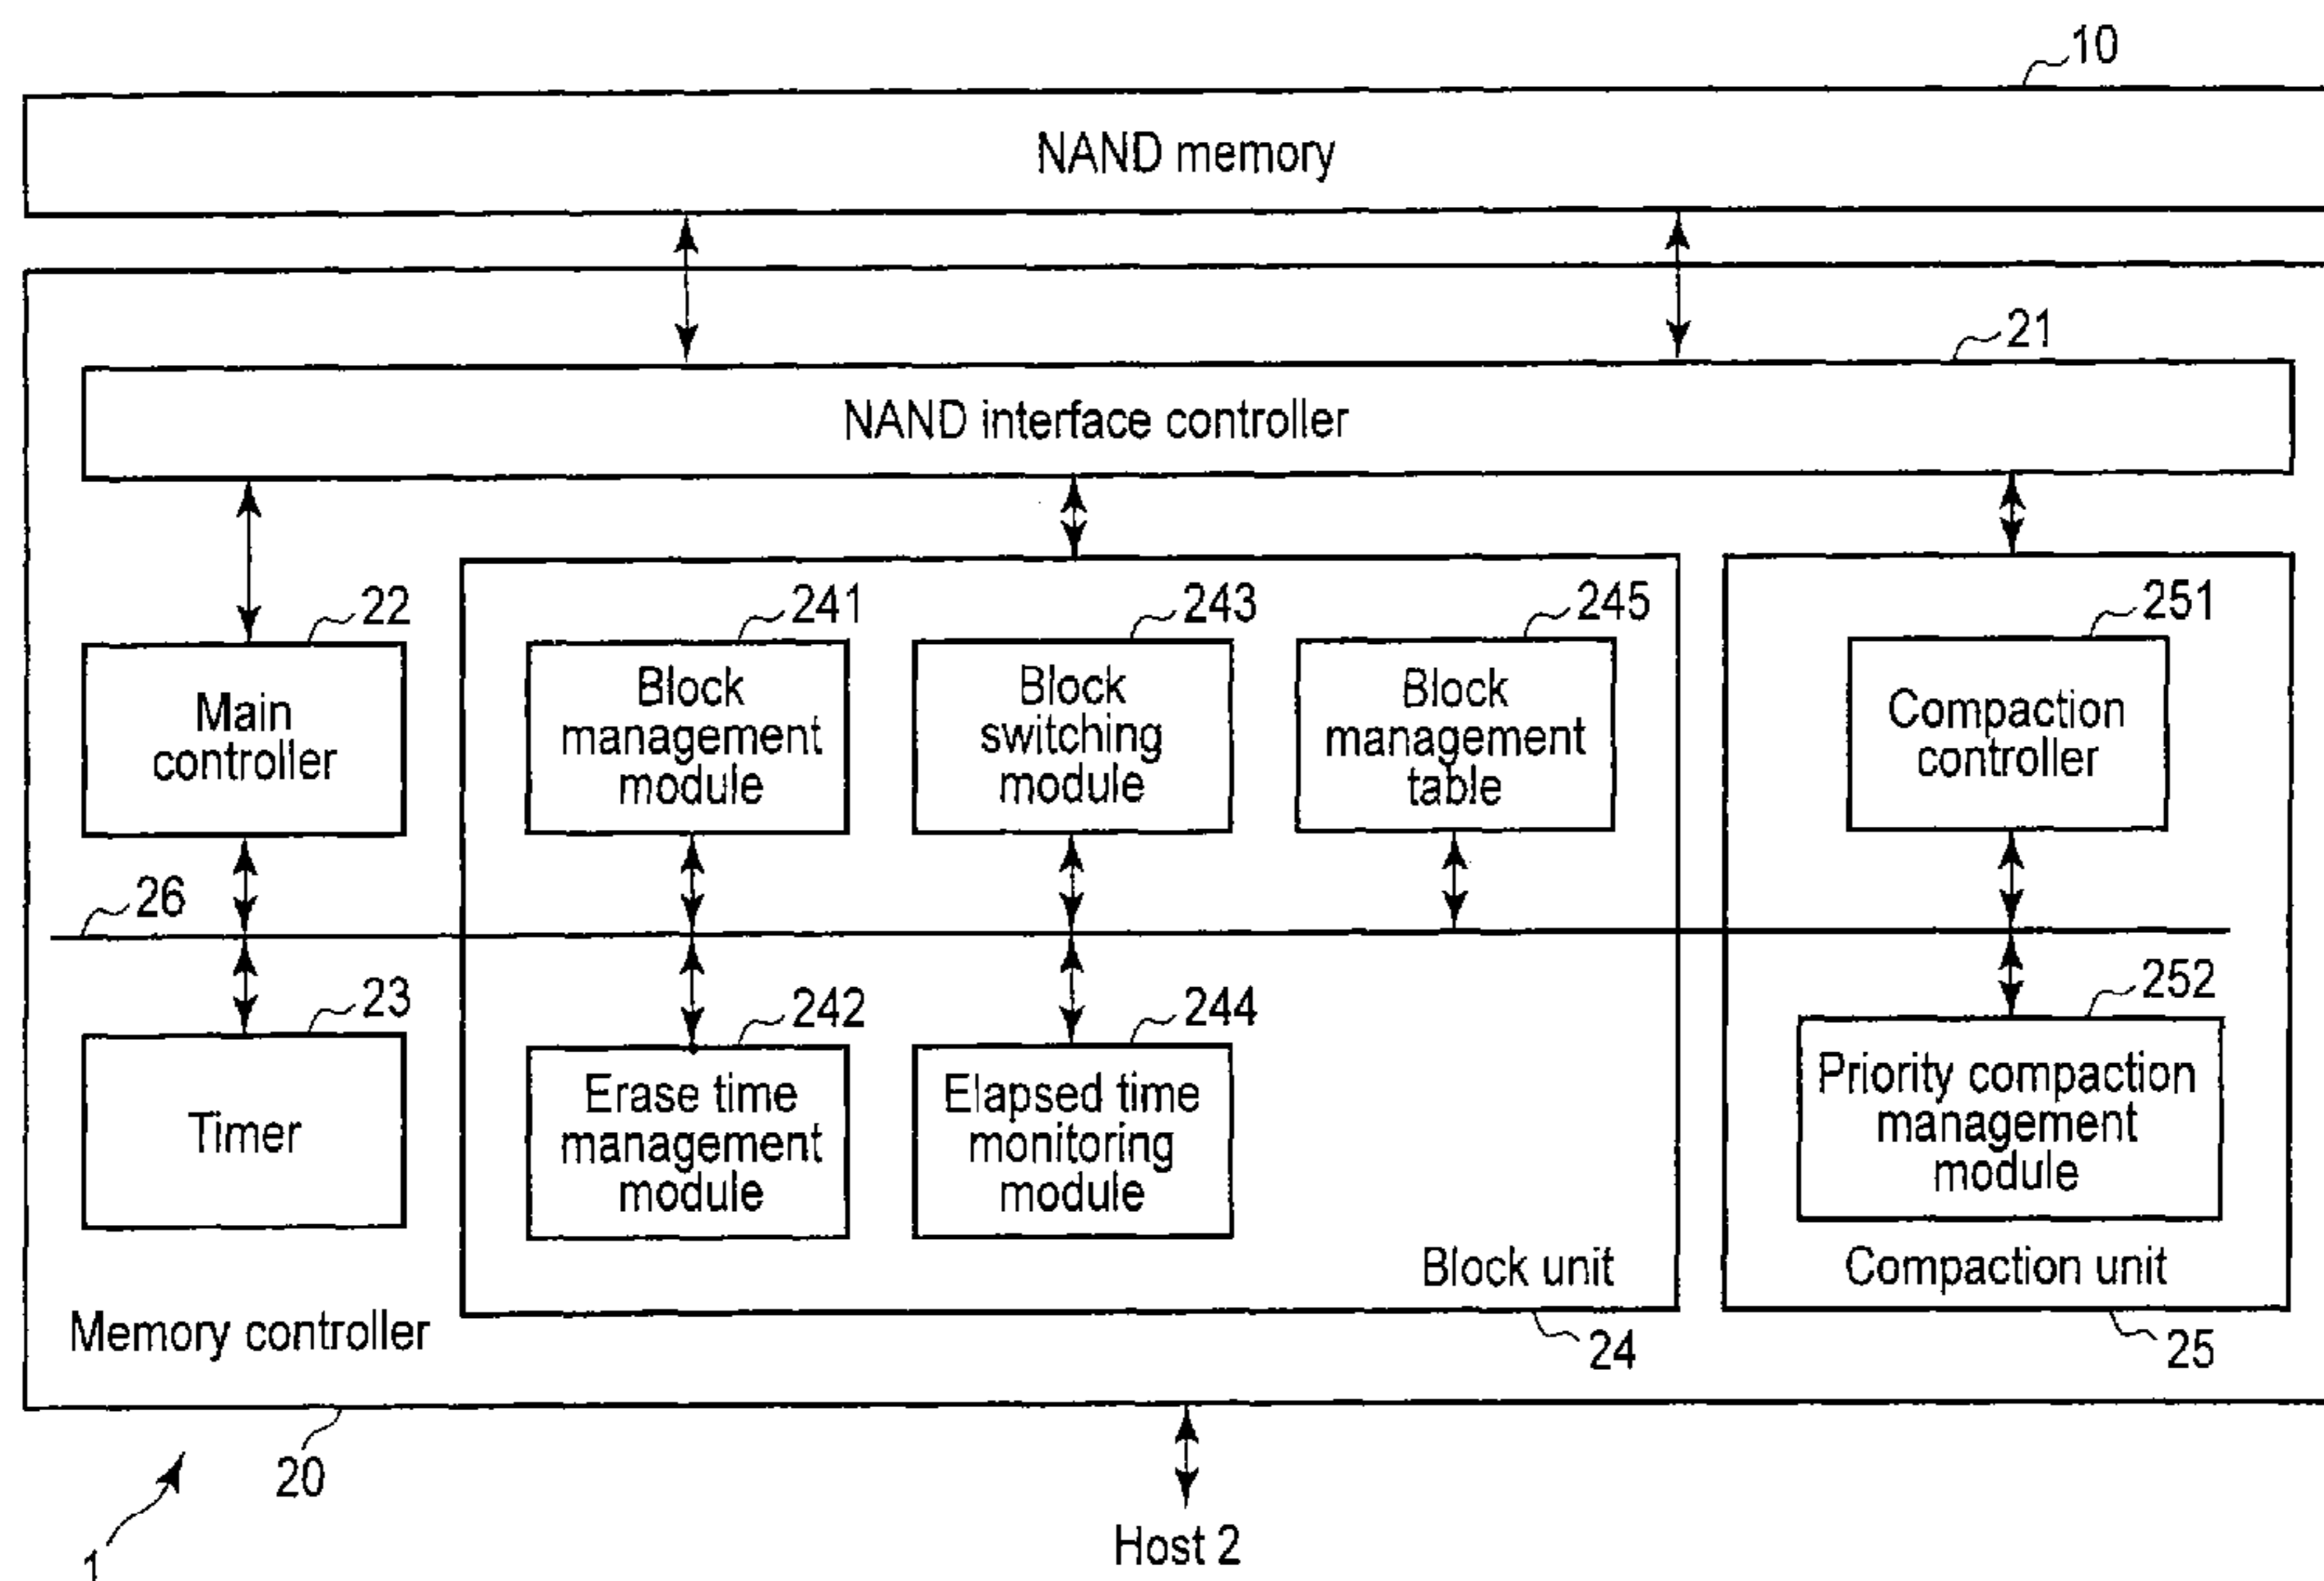 10
NAND memory
21
NAND interface controller
22
241
243
245
251
Main
controller
Block
management
module
Block
switching
module
Block
management
table
Compaction
controller
26
23
242
244
252
Timer
Erase time
management
module
Elapsed time
monitoring
module
Priority compaction
management
module
Block unit
Compaction unit
Memory controller
24
25
20
1
Host 2